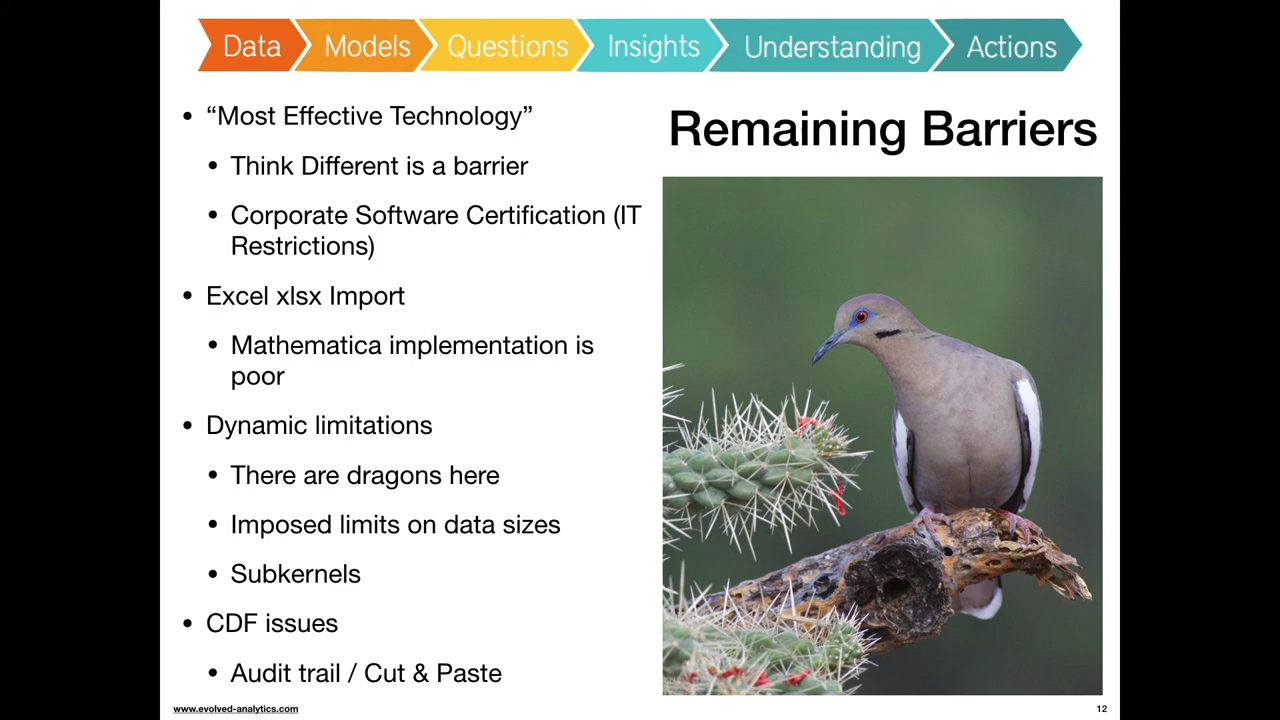 Data Models Questions Insights Understanding Actions
Remaining Barriers
• “Most Effective Technology”
• Think Different is a barrier
• Corporate Software Certification (IT
Restrictions)
• Excel xlsx Import
• Mathematica implementation is
poor
• Dynamic limitations
• There are dragons here
• Imposed limits on data sizes
• Subkernels
• CDF issues
• Audit trail / Cut & Paste
www.evolved-analytics.com
12